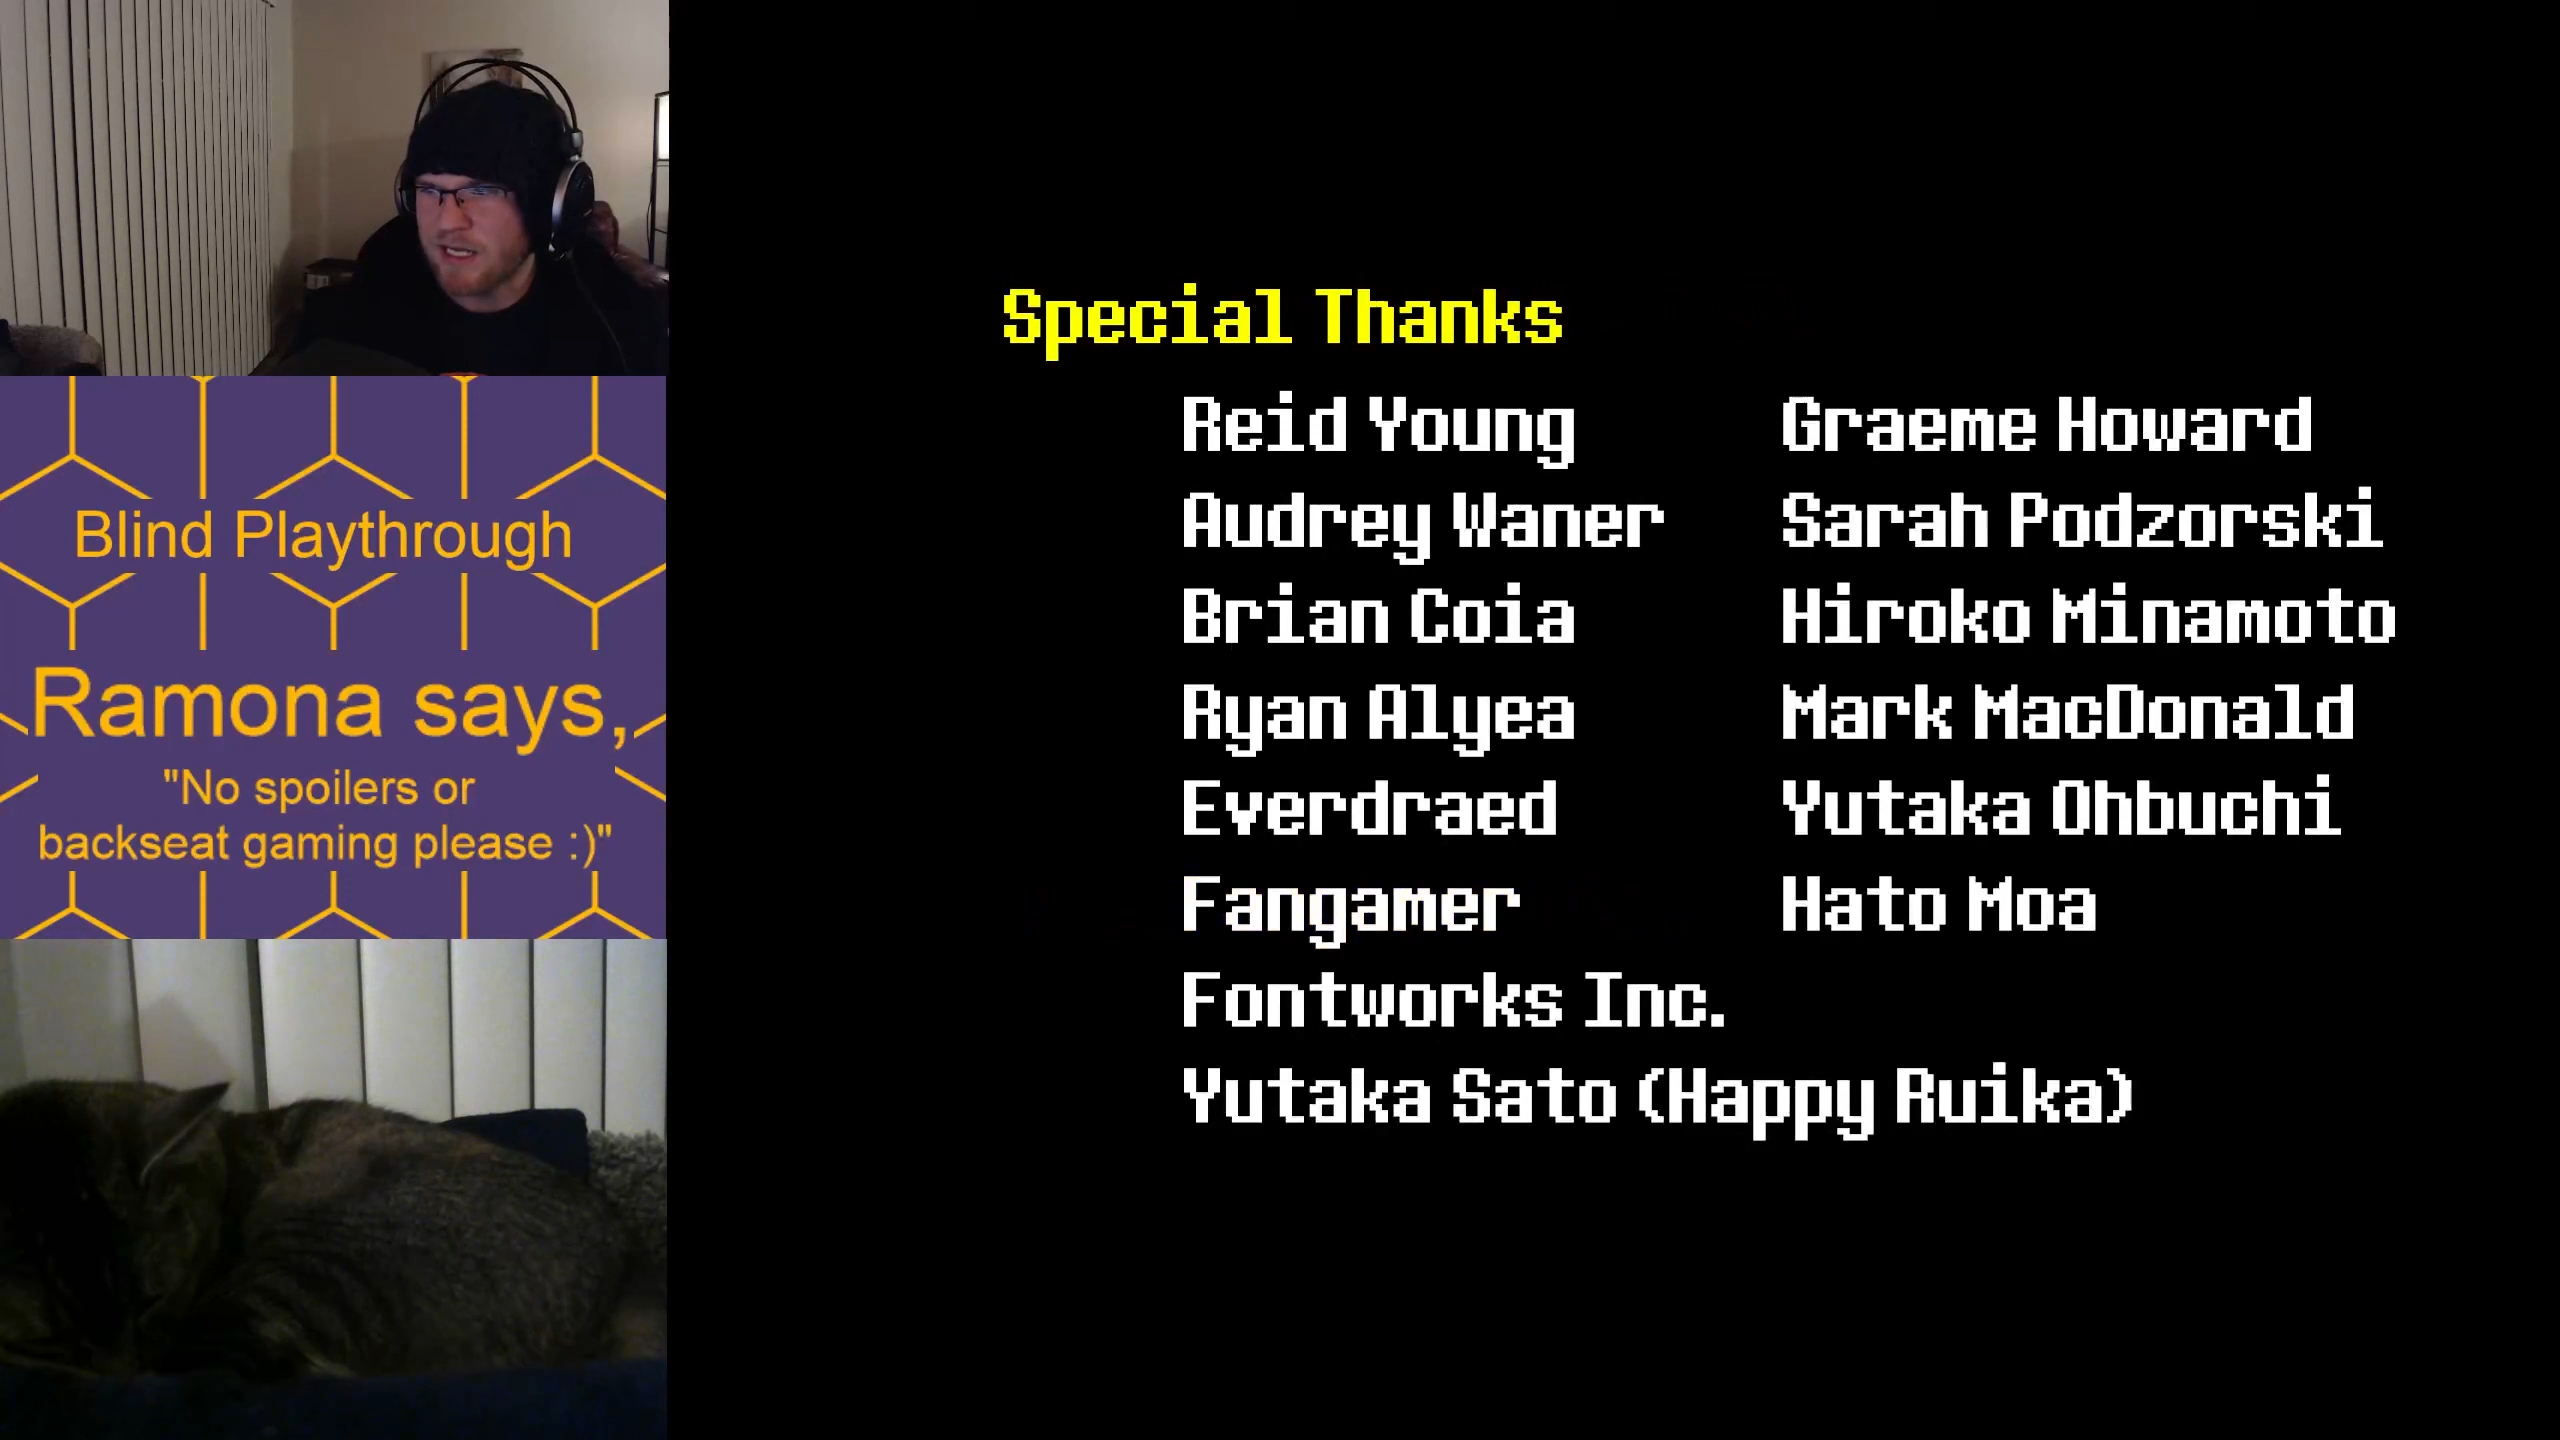 Blind Playthrough
Ramona says,
"No spoilers or
backseat gaming please :)"
Special Thanks
Reid Young
Audrey Waner
Brian Coia
Ryan Alyea
Everdraed
Fangamer
Fontworks Inc.
Yutaka Sato (Happy Ruika)
Graeme Howard
Sarah Podzorski
Hiroko Minamoto
Mark MacDonald
Yutaka Ohbuchi
Hato Moa